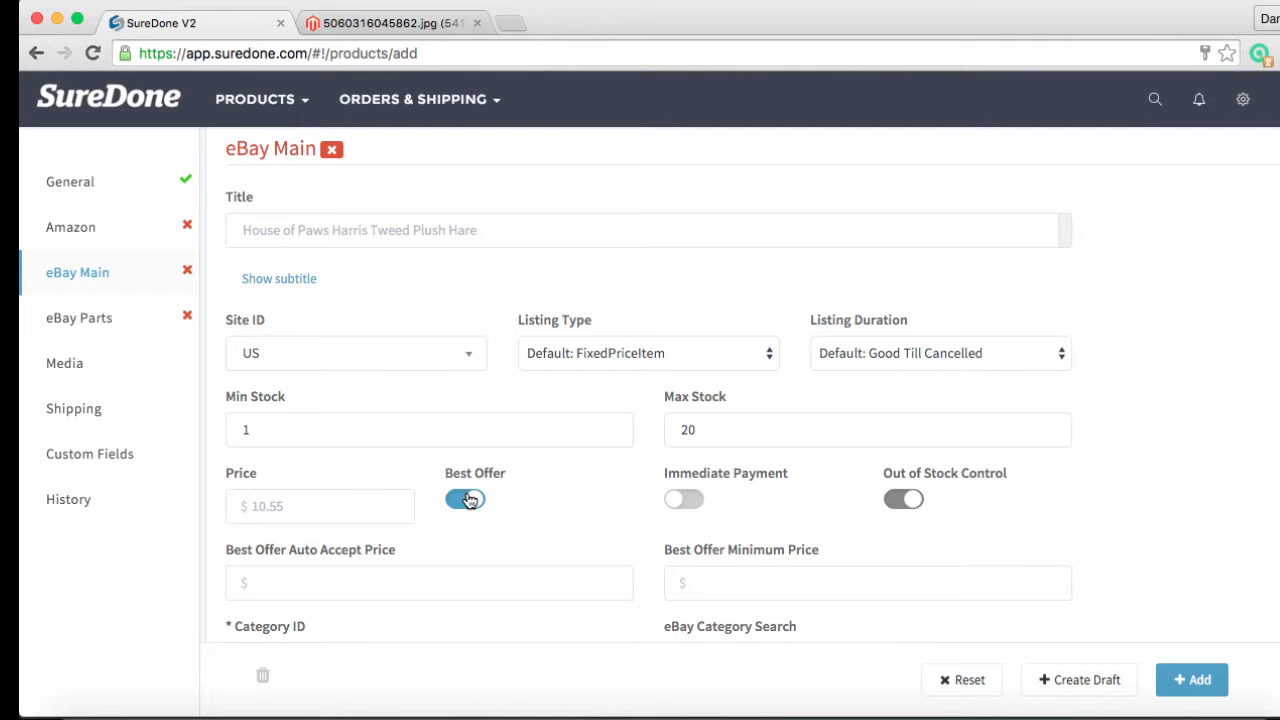 SureDone V2
5060316045862.jpg (541
Dar
https://app.suredone.com/#!/products/add
SureDone PRODUCTS ORDERS & SHIPPING
General
Amazon
eBay Main
eBay Parts
Media
Shipping
Custom Fields
History
eBay Main
Title
House of Paws Harris Tweed Plush Hare
Show subtitle
Site ID Listing Type Listing Duration
US Default: FixedPriceItem Default: Good Till Cancelled
Min Stock Max Stock
1 20
Price Best Offer Immediate Payment Out of Stock Control
$ 10.55
Best Offer Auto Accept Price Best Offer Minimum Price
$ $
* Category ID eBay Category Search
Reset Create Draft Add